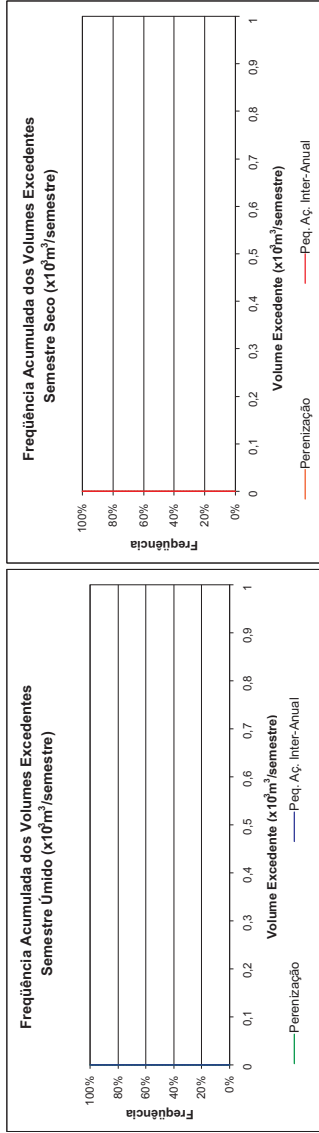 Freqüência Acumulada dos Volumes Excedentes
Semestre Úmido (x10³m³/semestre)
Freqüência
100%
80%
60%
40%
20%
0%
0 0,1 0,2 0,3 0,4 0,5 0,6 0,7 0,8 0,9 1
Volume Excedente (x10³m³/semestre)
Perenização Peq. Aç. Inter-Anual
Freqüência Acumulada dos Volumes Excedentes
Semestre Seco (x10³m³/semestre)
Freqüência
100%
80%
60%
40%
20%
0%
0 0,1 0,2 0,3 0,4 0,5 0,6 0,7 0,8 0,9 1
Volume Excedente (x10³m³/semestre)
Perenização Peq. Aç. Inter-Anual